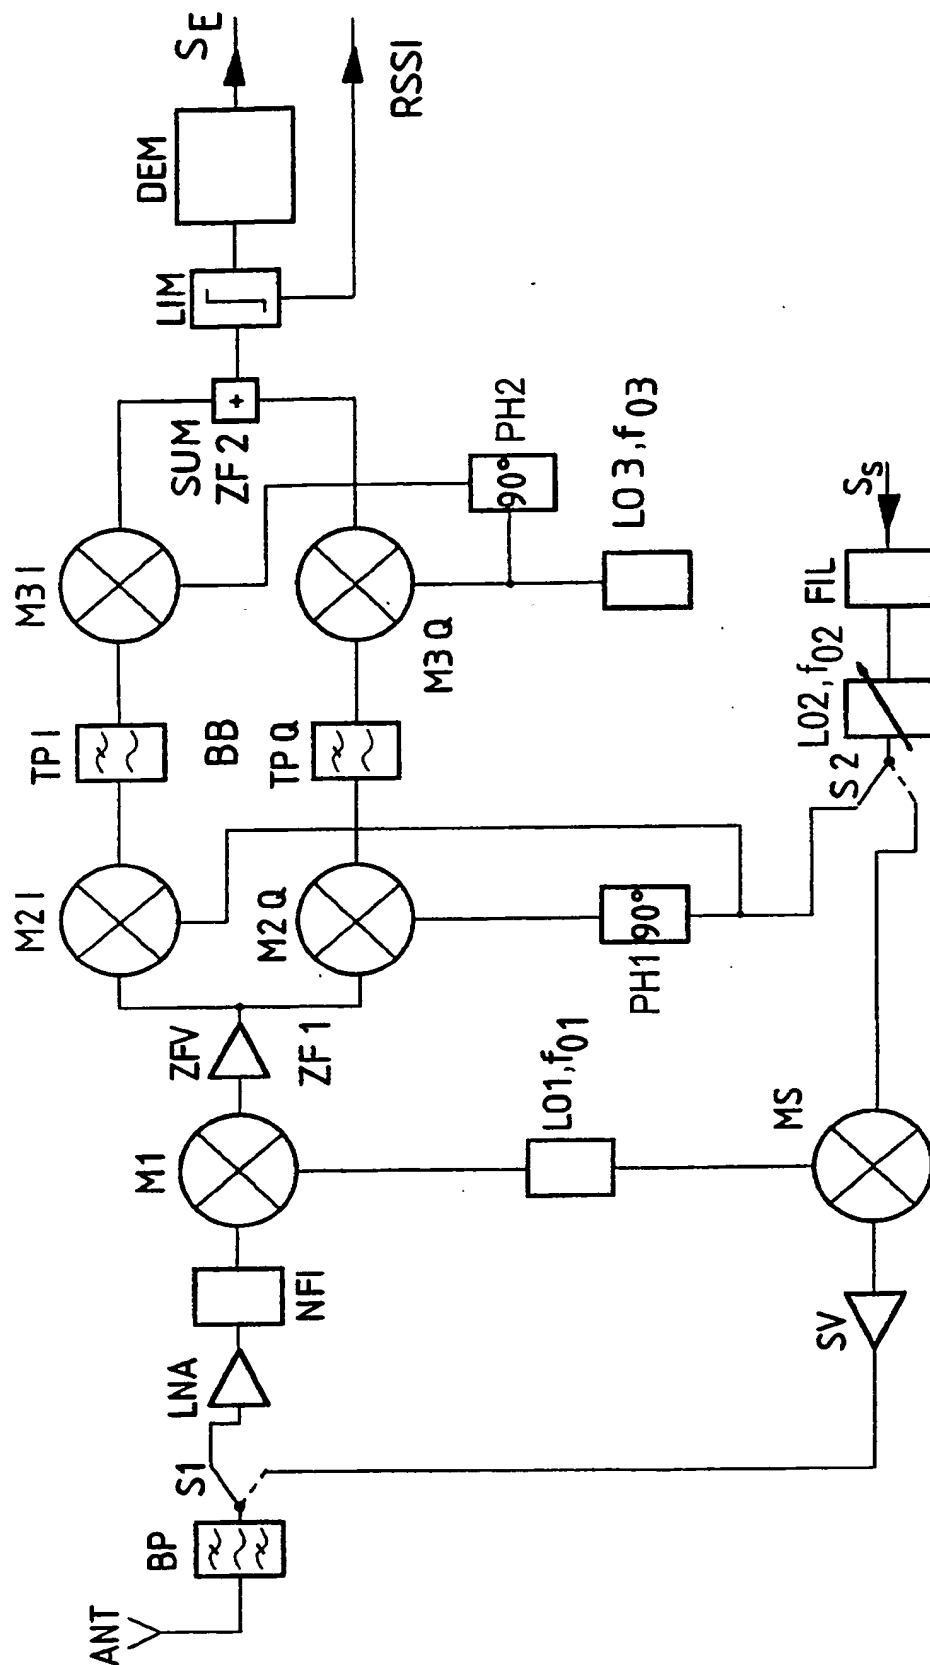 ANT
BP
S1
LNA
NFI
M1
ZFV
ZF1
M2I
M2Q
TPI
BB
TPQ
M3I
M3Q
SUM
ZF2
+
LIM
DEM
SE
RSSI
90° PH2
LO3,f03
PH1 90°
LO1,f01
S2
LO2,f02
FIL
Ss
MS
SV